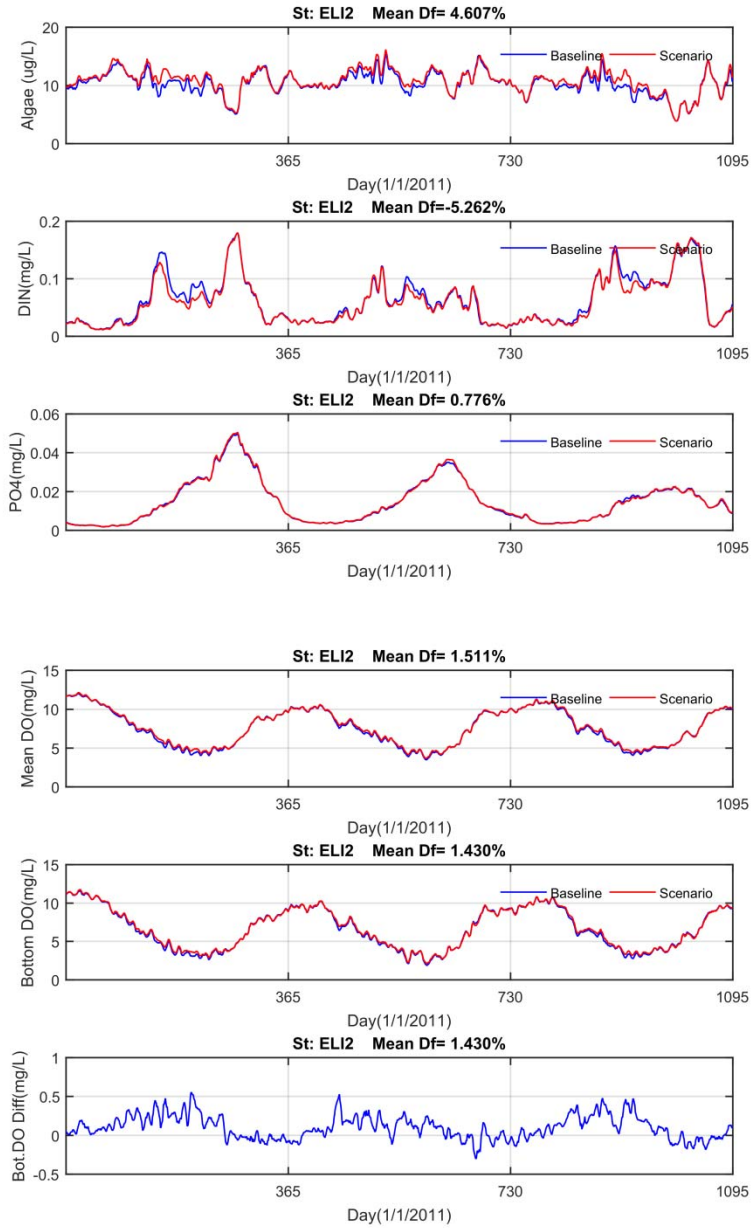 St: ELI2 Mean Df= 4.607%
20
10
0
Algae (ug/L)
Baseline Scenario
365 730 1095
Day(1/1/2011)
St: ELI2 Mean Df=-5.262%
0.2
0.1
0
DIN(mg/L)
Baseline Scenario
365 730 1095
Day(1/1/2011)
St: ELI2 Mean Df= 0.776%
0.06
0.04
0.02
0
PO4(mg/L)
Baseline Scenario
365 730 1095
Day(1/1/2011)
St: ELI2 Mean Df= 1.511%
15
10
5
0
Mean DO(mg/L)
Baseline Scenario
365 730 1095
Day(1/1/2011)
St: ELI2 Mean Df= 1.430%
15
10
5
0
Bottom DO(mg/L)
Baseline Scenario
365 730 1095
Day(1/1/2011)
St: ELI2 Mean Df= 1.430%
1
0.5
0
-0.5
Bot.DO Diff(mg/L)
365 730 1095
Day(1/1/2011)